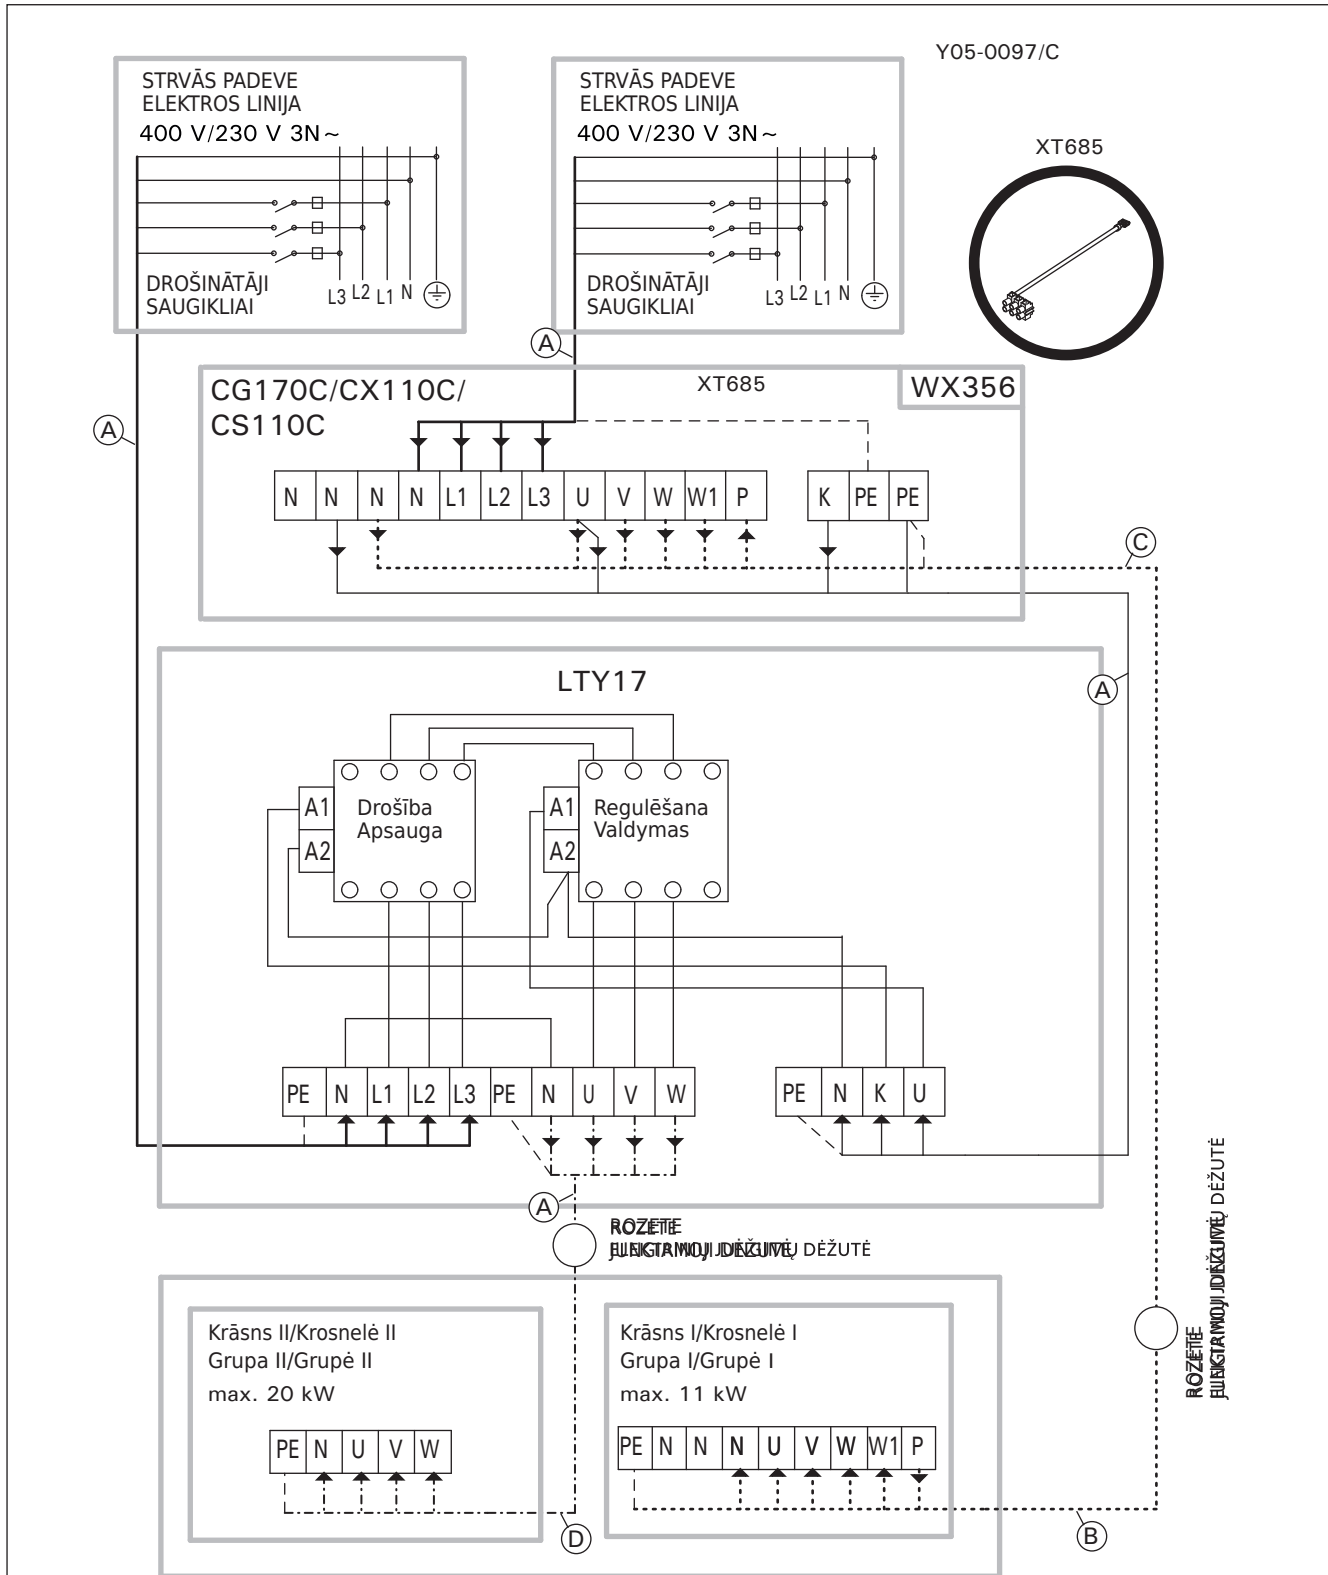 Y05-0097/C
STRVĀS PADEVE
ELEKTROS LINIJA
400 V/230 V 3N~
DROŠINĀTĀJI
SAUGIKLIAI
L3 L2 L1 N
STRVĀS PADEVE
ELEKTROS LINIJA
400 V/230 V 3N~
DROŠINĀTĀJI
SAUGIKLIAI
L3 L2 L1 N
XT685
A
A
CG170C/CX110C/
CS110C
XT685
WX356
N N N N L1 L2 L3 U V W W1 P
K PE PE
C
LTY17
A
A1
A2
Drošība
Apsauga
A1
A2
Regulēšana
Valdymas
PE N L1 L2 L3 PE N U V W
PE N K U
A
ROZETE
Krāsns II/Krosnelė II
Grupa II/Grupė II
max. 20 kW
PE N U V W
D
Krāsns I/Krosnelė I
Grupa I/Grupė I
max. 11 kW
PE N N N U V W W1 P
B
ROZETE